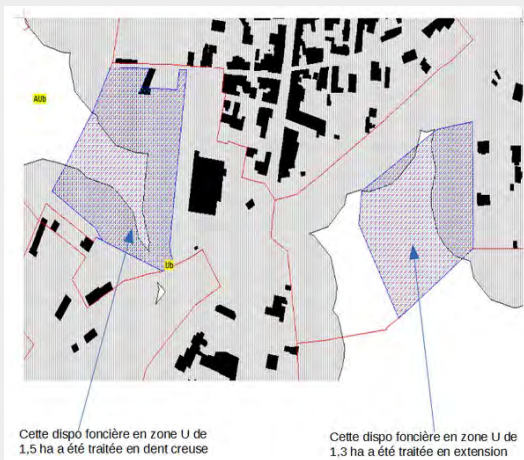 AUb
Ub
Cette dispo foncière en zone U de
1,5 ha a été traitée en dent creuse
Cette dispo foncière en zone U de
1,3 ha a été traitée en extension